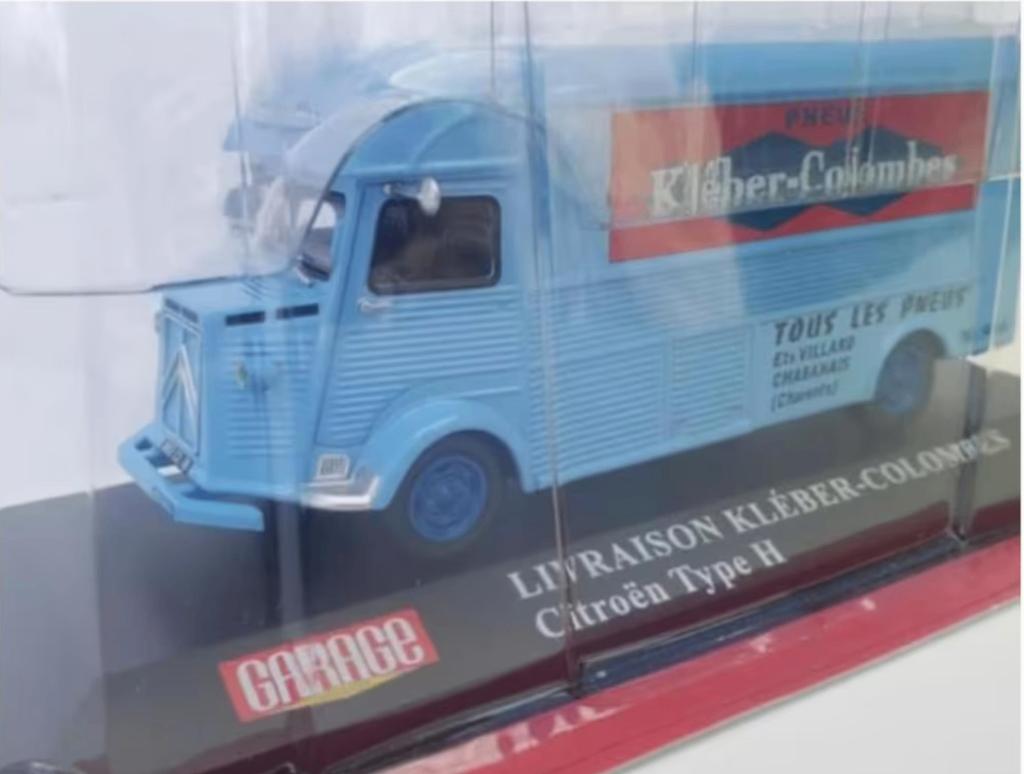 PNEUS
Kléber-Colombes
TOUS LES PNEUS
Ets VILLARD
CHABANAIS
(Charente)
LIVRAISON KLÉBER-COLOMBES
Citroën Type H
GARAGE